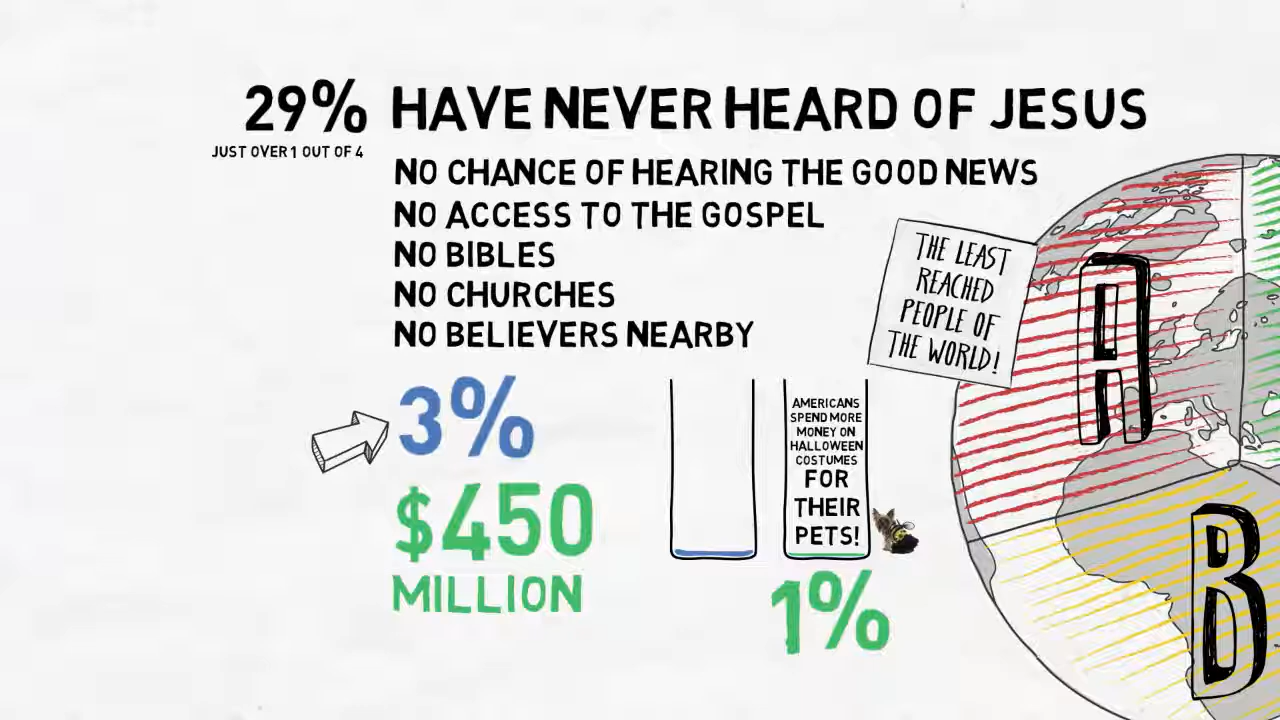 29% HAVE NEVER HEARD OF JESUS
JUST OVER 1 OUT OF 4
NO CHANCE OF HEARING THE GOOD NEWS
NO ACCESS TO THE GOSPEL
NO BIBLES
NO CHURCHES
NO BELIEVERS NEARBY
THE LEAST
REACHED
PEOPLE OF
THE WORLD!
A
3%
$450
MILLION
AMERICANS
SPEND MORE
MONEY ON
HALLOWEEN
COSTUMES
FOR
THEIR
PETS!
1%
B